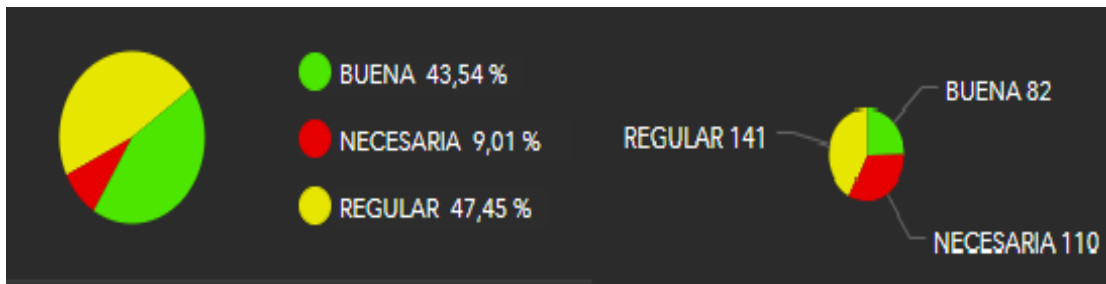 BUENA 43,54 %
NECESARIA 9,01 %
REGULAR 47,45 %
BUENA 82
REGULAR 141
NECESARIA 110